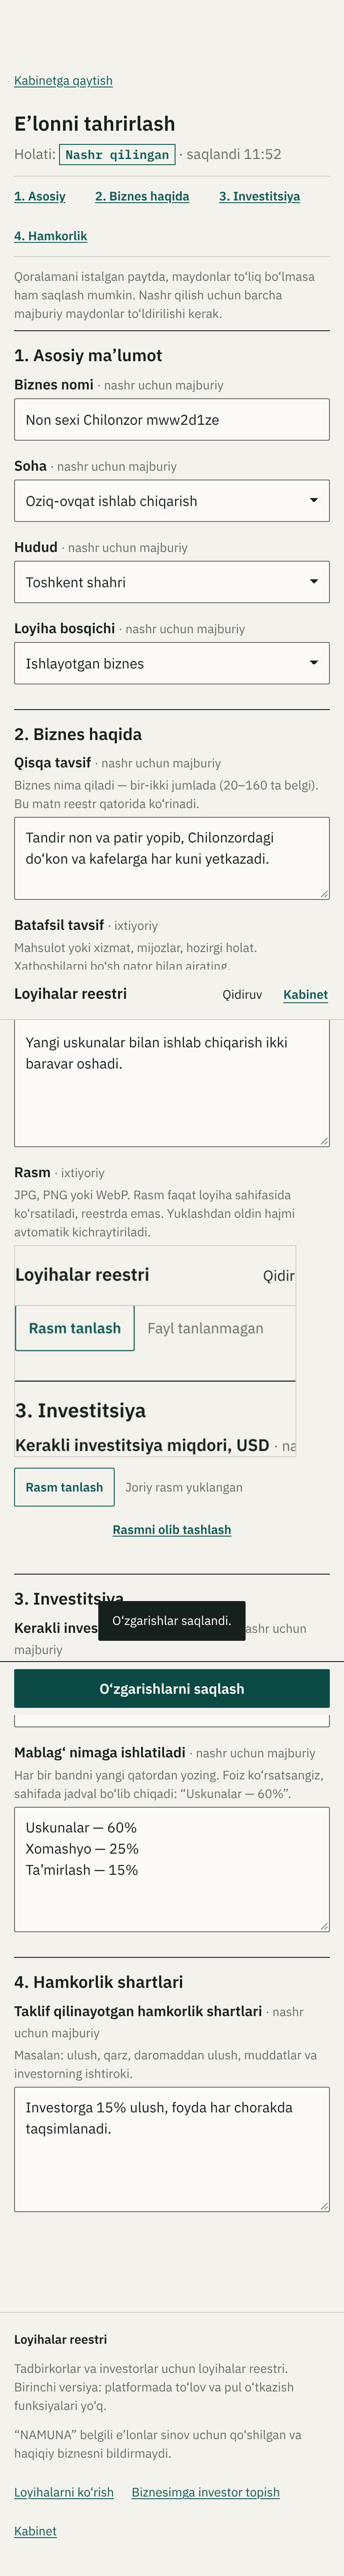 Kabinetga qaytish
E’lonni tahrirlash
Holati: Nashr qilingan · saqlandi 11:52
1. Asosiy 2. Biznes haqida 3. Investitsiya
4. Hamkorlik
Qoralamani istalgan paytda, maydonlar to‘liq bo‘lmasa
ham saqlash mumkin. Nashr qilish uchun barcha
majburiy maydonlar to‘ldirilishi kerak.
1. Asosiy ma’lumot
Biznes nomi · nashr uchun majburiy
Non sexi Chilonzor mww2d1ze
Soha · nashr uchun majburiy
Oziq-ovqat ishlab chiqarish
Hudud · nashr uchun majburiy
Toshkent shahri
Loyiha bosqichi · nashr uchun majburiy
Ishlayotgan biznes
2. Biznes haqida
Qisqa tavsif · nashr uchun majburiy
Biznes nima qiladi — bir-ikki jumlada (20–160 ta belgi).
Bu matn reestr qatorida ko‘rinadi.
Tandir non va patir yopib, Chilonzordagi
do‘kon va kafelarga har kuni yetkazadi.
Batafsil tavsif · ixtiyoriy
Mahsulot yoki xizmat, mijozlar, hozirgi holat.
Xatboshilarni bo‘sh qator bilan ajrating.
Loyihalar reestri Qidiruv Kabinet
Yangi uskunalar bilan ishlab chiqarish ikki
baravar oshadi.
Rasm · ixtiyoriy
JPG, PNG yoki WebP. Rasm faqat loyiha sahifasida
ko‘rsatiladi, reestrda emas. Yuklashdan oldin hajmi
avtomatik kichraytiriladi.
Loyihalar reestri Qidir
Rasm tanlash Fayl tanlanmagan
3. Investitsiya
Kerakli investitsiya miqdori, USD · na
Rasm tanlash Joriy rasm yuklangan
Rasmni olib tashlash
3. Investitsiya
O‘zgarishlar saqlandi.
Kerakli inves ashr uchun
majburiy
O‘zgarishlarni saqlash
Mablag‘ nimaga ishlatiladi · nashr uchun majburiy
Har bir bandni yangi qatordan yozing. Foiz ko‘rsatsangiz,
sahifada jadval bo‘lib chiqadi: “Uskunalar — 60%”.
Uskunalar — 60%
Xomashyo — 25%
Ta’mirlash — 15%
4. Hamkorlik shartlari
Taklif qilinayotgan hamkorlik shartlari · nashr
uchun majburiy
Masalan: ulush, qarz, daromaddan ulush, muddatlar va
investorning ishtiroki.
Investorga 15% ulush, foyda har chorakda
taqsimlanadi.
Loyihalar reestri
Tadbirkorlar va investorlar uchun loyihalar reestri.
Birinchi versiya: platformada to‘lov va pul o‘tkazish
funksiyalari yo‘q.
“NAMUNA” belgili e’lonlar sinov uchun qo‘shilgan va
haqiqiy biznesni bildirmaydi.
Loyihalarni ko‘rish Biznesimga investor topish
Kabinet